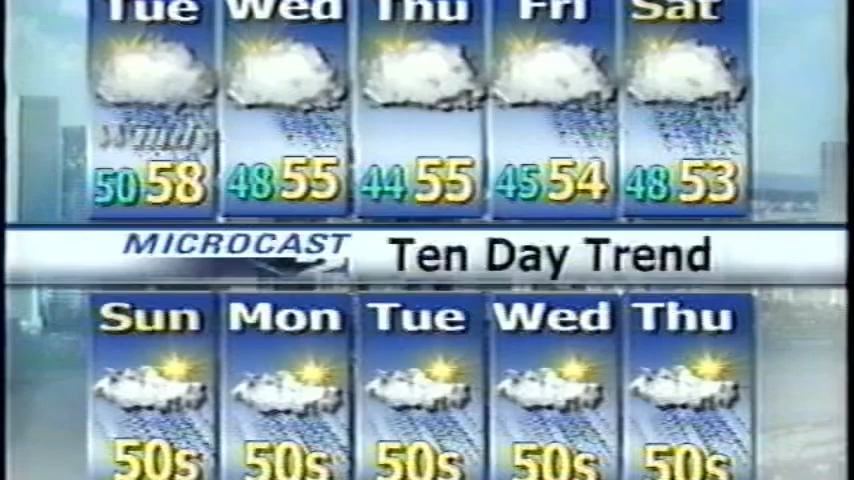 Tue Wed Thu Fri Sat
Windy
50 58 48 55 44 55 45 54 48 53
MICROCAST Ten Day Trend
Sun Mon Tue Wed Thu
50s 50s 50s 50s 50s